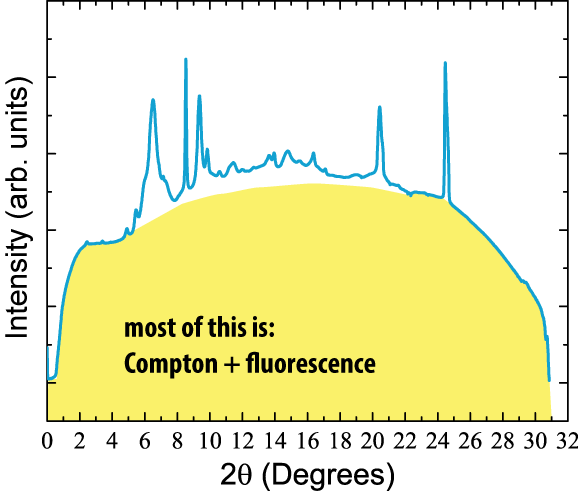 Intensity (arb. units)
most of this is:
Compton + fluorescence
0 2 4 6 8 10 12 14 16 18 20 22 24 26 28 30 32
2θ (Degrees)